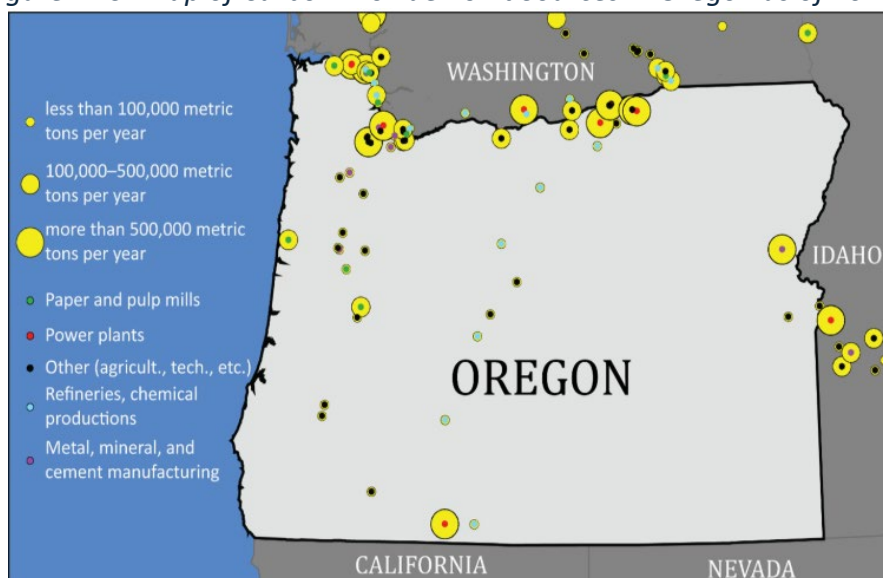 WASHINGTON
less than 100,000 metric
tons per year
100,000–500,000 metric
tons per year
more than 500,000 metric
tons per year
IDAHO
Paper and pulp mills
Power plants
Other (agricult., tech., etc.)
Refineries, chemical
productions
OREGON
Metal, mineral, and
cement manufacturing
CALIFORNIA
NEVADA